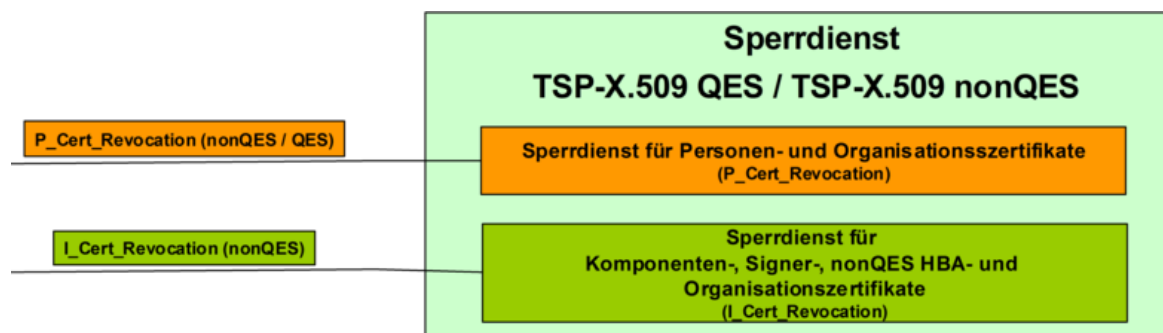 Sperrdienst
TSP-X.509 QES / TSP-X.509 nonQES
P_Cert_Revocation (nonQES / QES)
Sperrdienst für Personen- und Organisationsszertifikate
(P_Cert_Revocation)
I_Cert_Revocation (nonQES)
Sperrdienst für
Komponenten-, Signer-, nonQES HBA- und
Organisationszertifikate
(I_Cert_Revocation)